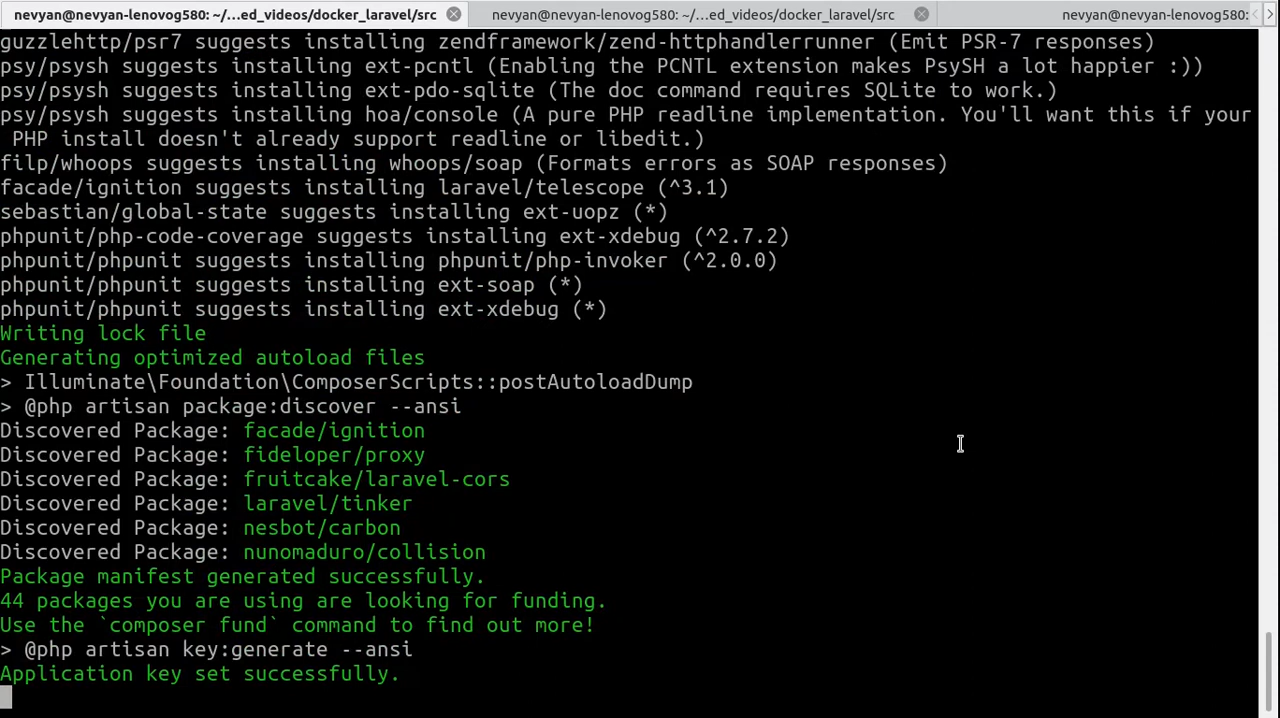 nevyan@nevyan-lenovog580: ~/...ed_videos/docker_laravel/src nevyan@nevyan-lenovog580: ~/...ed_videos/docker_laravel/src nevyan@nevyan-lenovog580:
guzzlehttp/psr7 suggests installing zendframework/zend-httphandlerrunner (Emit PSR-7 responses)
psy/psysh suggests installing ext-pcntl (Enabling the PCNTL extension makes PsySH a lot happier :))
psy/psysh suggests installing ext-pdo-sqlite (The doc command requires SQLite to work.)
psy/psysh suggests installing hoa/console (A pure PHP readline implementation. You'll want this if your
 PHP install doesn't already support readline or libedit.)
filp/whoops suggests installing whoops/soap (Formats errors as SOAP responses)
facade/ignition suggests installing laravel/telescope (^3.1)
sebastian/global-state suggests installing ext-uopz (*)
phpunit/php-code-coverage suggests installing ext-xdebug (^2.7.2)
phpunit/phpunit suggests installing phpunit/php-invoker (^2.0.0)
phpunit/phpunit suggests installing ext-soap (*)
phpunit/phpunit suggests installing ext-xdebug (*)
Writing lock file
Generating optimized autoload files
> Illuminate\Foundation\ComposerScripts::postAutoloadDump
> @php artisan package:discover --ansi
Discovered Package: facade/ignition
Discovered Package: fideloper/proxy
Discovered Package: fruitcake/laravel-cors
Discovered Package: laravel/tinker
Discovered Package: nesbot/carbon
Discovered Package: nunomaduro/collision
Package manifest generated successfully.
44 packages you are using are looking for funding.
Use the `composer fund` command to find out more!
> @php artisan key:generate --ansi
Application key set successfully.